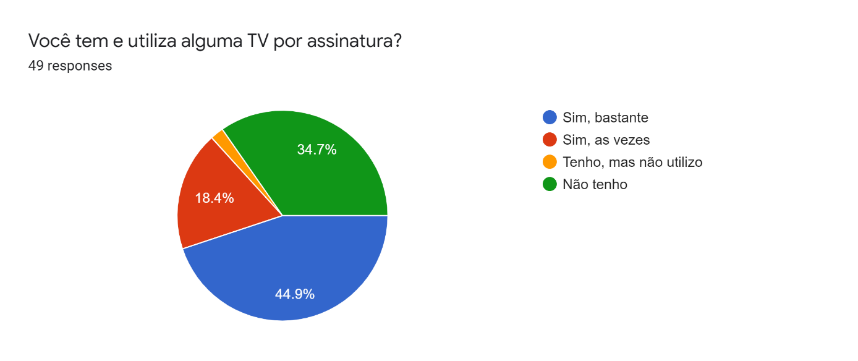 Você tem e utiliza alguma TV por assinatura?
49 responses
Sim, bastante
Sim, as vezes
Tenho, mas não utilizo
Não tenho
34.7%
18.4%
44.9%